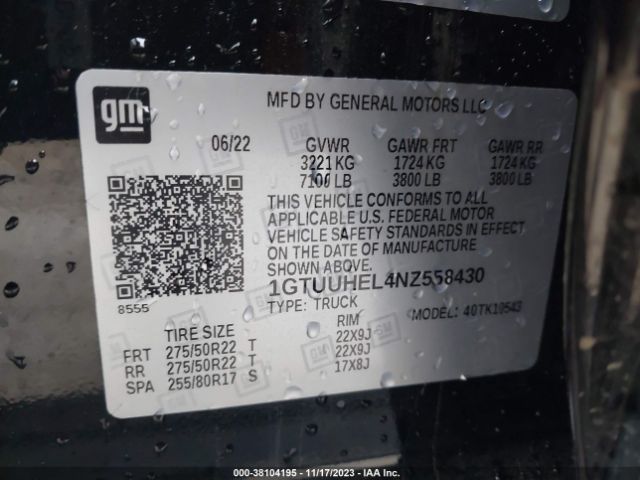 gm
MFD BY GENERAL MOTORS LLC
06/22 GVWR GAWR FRT GAWR RR
3221 KG 1724 KG 1724 KG
7100 LB 3800 LB 3800 LB
THIS VEHICLE CONFORMS TO ALL
APPLICABLE U.S. FEDERAL MOTOR
VEHICLE SAFETY STANDARDS IN EFFECT
ON THE DATE OF MANUFACTURE
SHOWN ABOVE.
1GTUUHEL4NZ558430
8555
TYPE: TRUCK MODEL: 40TK10543
TIRE SIZE RIM
FRT 275/50R22 T 22X9J
RR 275/50R22 T 22X9J
SPA 255/80R17 S 17X8J
000-38104195 - 11/17/2023 - IAA Inc.